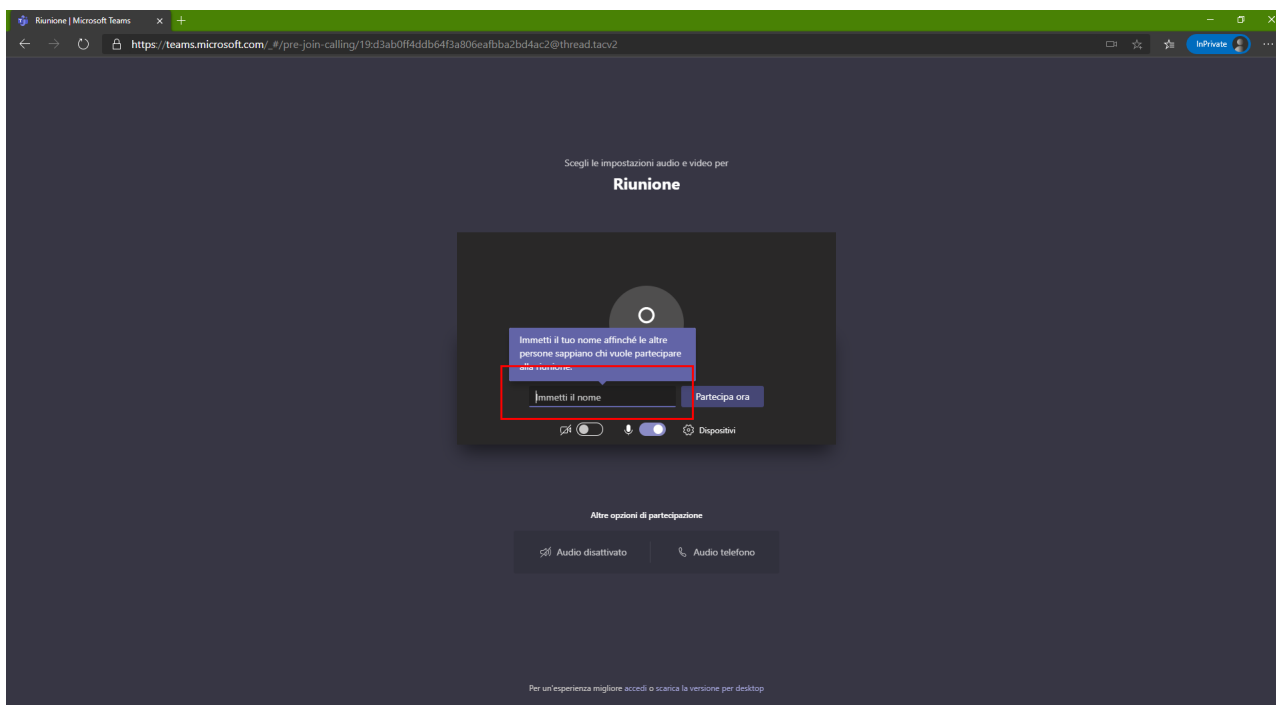 Riunione | Microsoft Teams
https://teams.microsoft.com/_#/pre-join-calling/19:d3ab0ff4ddb64f3a806eafbba2bd4ac2@thread.tacv2
InPrivate
Scegli le impostazioni audio e video per
Riunione
O
Immetti il tuo nome affinché le altre
persone sappiano chi vuole partecipare
alla riunione.
Immetti il nome
Partecipa ora
Dispositivi
Altre opzioni di partecipazione
Audio disattivato
Audio telefono
Per un'esperienza migliore accedi o scarica la versione per desktop